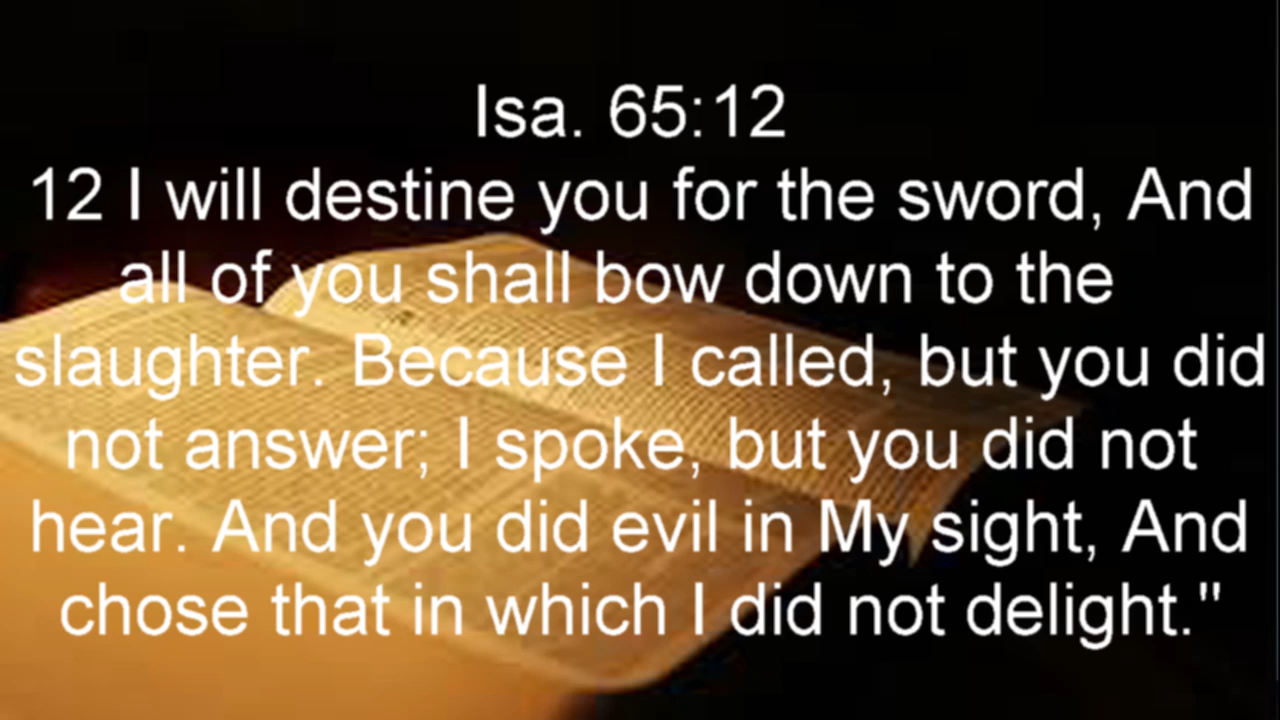 Isa. 65:12
12 I will destine you for the sword, And
all of you shall bow down to the
slaughter. Because I called, but you did
not answer; I spoke, but you did not
hear. And you did evil in My sight, And
chose that in which I did not delight."